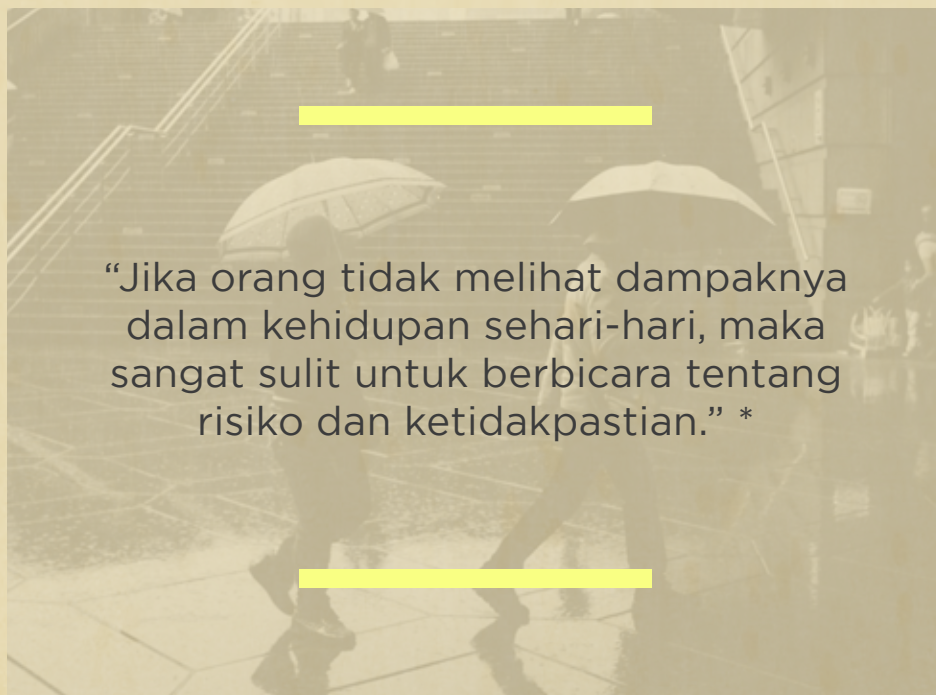 “Jika orang tidak melihat dampaknya
dalam kehidupan sehari-hari, maka
sangat sulit untuk berbicara tentang
risiko dan ketidakpastian.” *